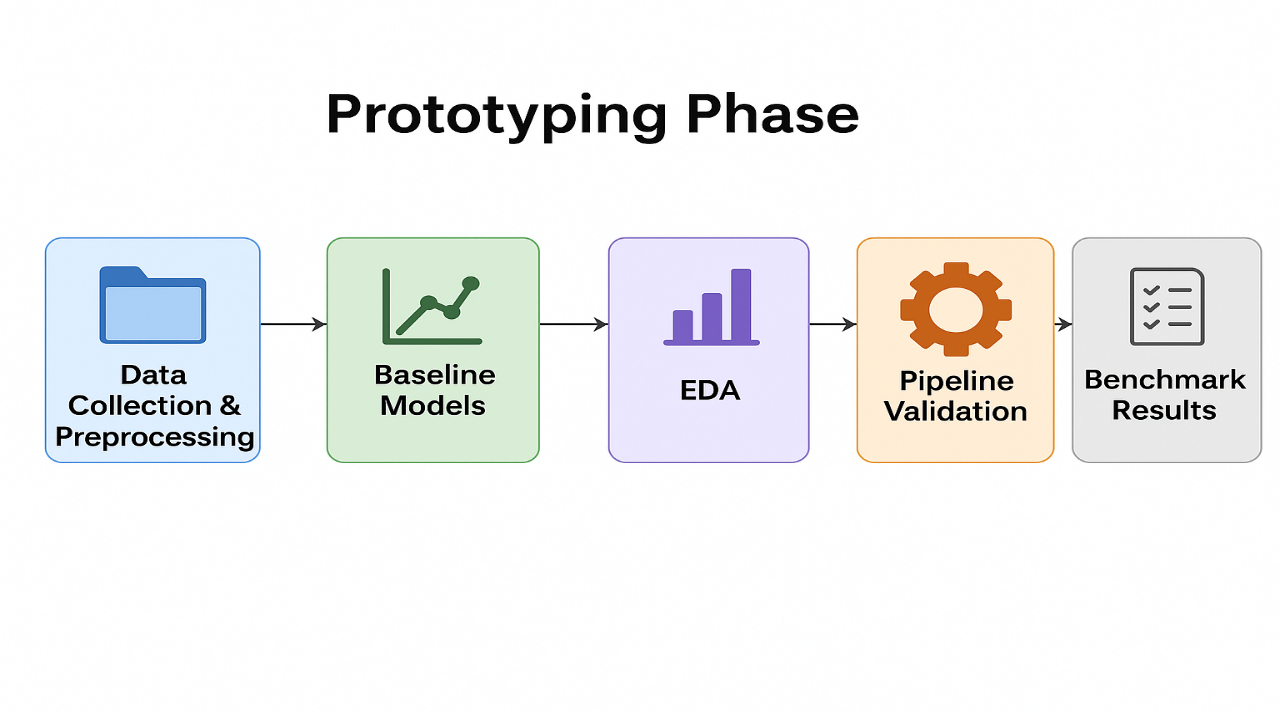 Prototyping Phase
Data
Collection &
Preprocessing
Baseline
Models
EDA
Pipeline
Validation
Benchmark
Results